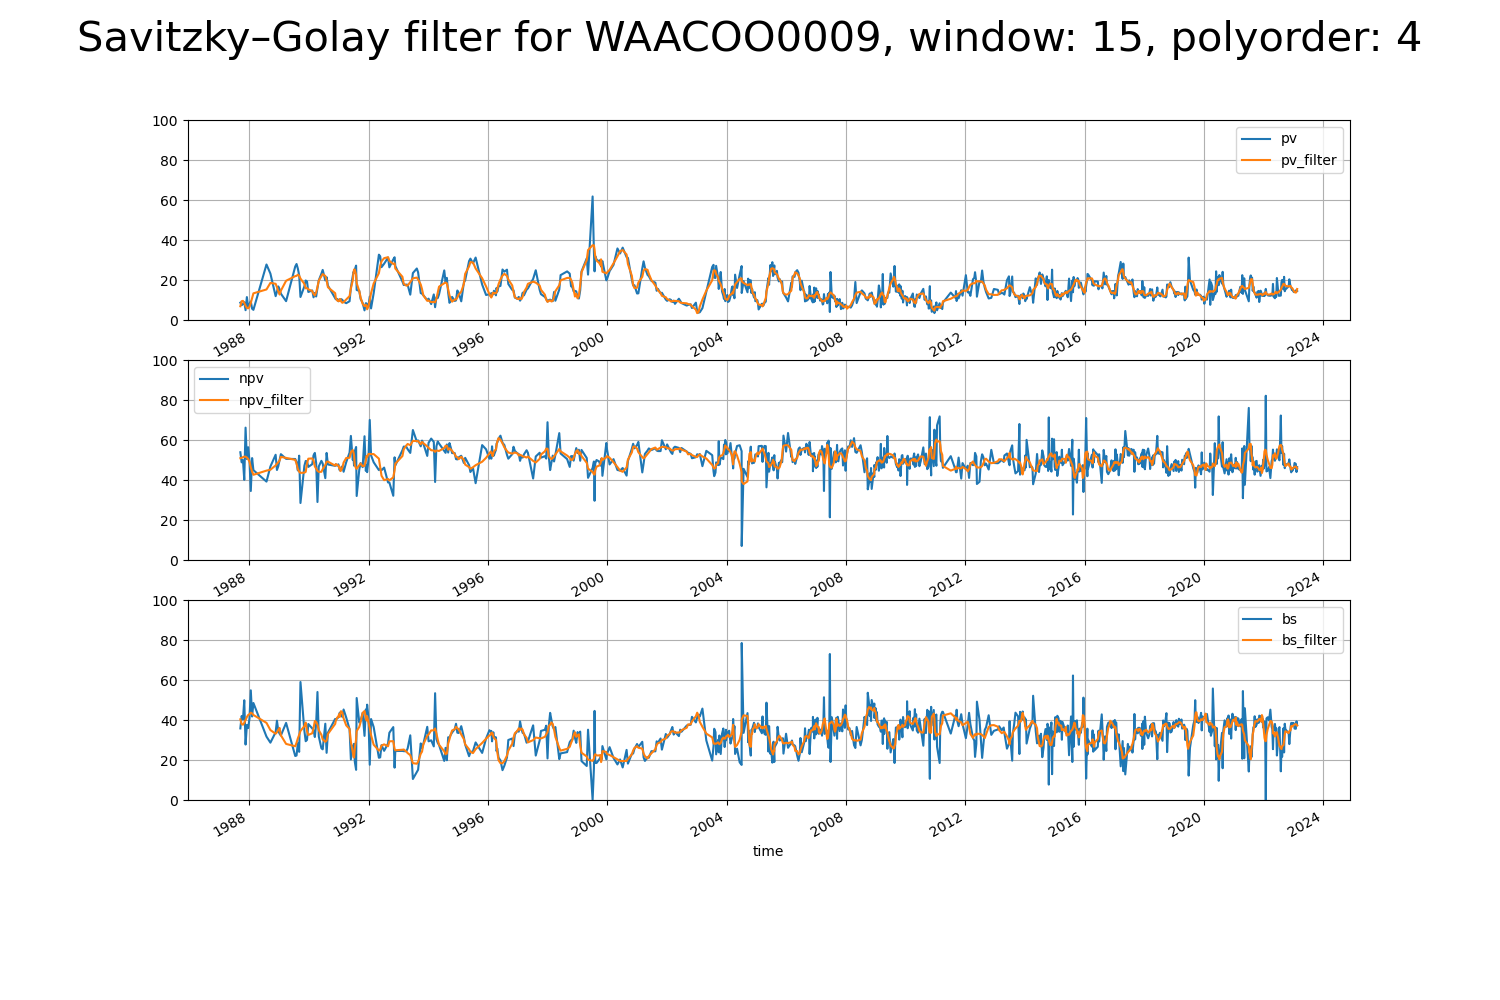 Savitzky–Golay filter for WAACOO0009, window: 15, polyorder: 4
100
80
60
40
20
0
pv
pv_filter
1988 1992 1996 2000 2004 2008 2012 2016 2020 2024
100
80
60
40
20
0
npv
npv_filter
1988 1992 1996 2000 2004 2008 2012 2016 2020 2024
100
80
60
40
20
0
bs
bs_filter
1988 1992 1996 2000 2004 2008 2012 2016 2020 2024
time